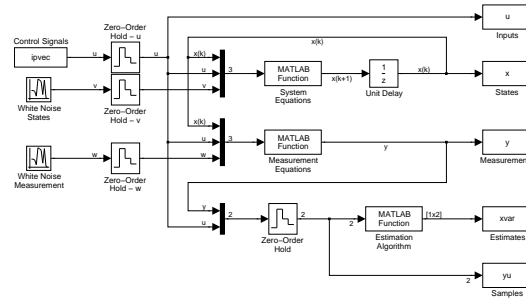 Control Signals
ipvec
u
Zero–Order
Hold – u
u
u
Inputs
x(k)
x(k)
u
v
3
MATLAB
Function
System
Equations
x(k+1)
1
z
Unit Delay
x(k)
x
States
White Noise
States
v
Zero–Order
Hold – v
x(k)
u
w
3
MATLAB
Function
Measurement
Equations
y
y
Measurement
White Noise
Measurement
w
Zero–Order
Hold – w
y
u
2
Zero–Order
Hold
2
2
MATLAB
Function
Estimation
Algorithm
[1x2]
xvar
Estimates
2
yu
Samples